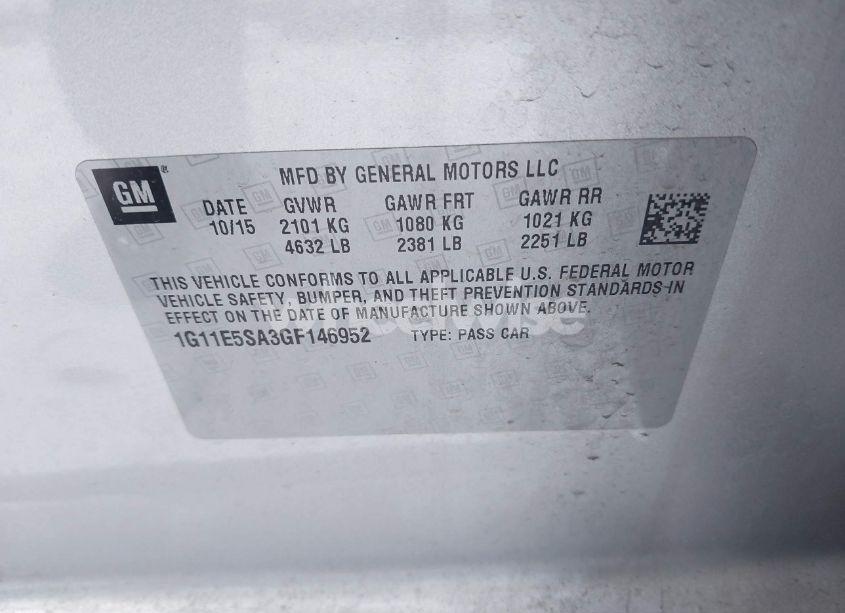 GM
MFD BY GENERAL MOTORS LLC
DATE GVWR GAWR FRT GAWR RR
10/15 2101 KG 1080 KG 1021 KG
4632 LB 2381 LB 2251 LB
THIS VEHICLE CONFORMS TO ALL APPLICABLE U.S. FEDERAL MOTOR
VEHICLE SAFETY, BUMPER, AND THEFT PREVENTION STANDARDS IN
EFFECT ON THE DATE OF MANUFACTURE SHOWN ABOVE.
1G11E5SA3GF146952 TYPE: PASS CAR